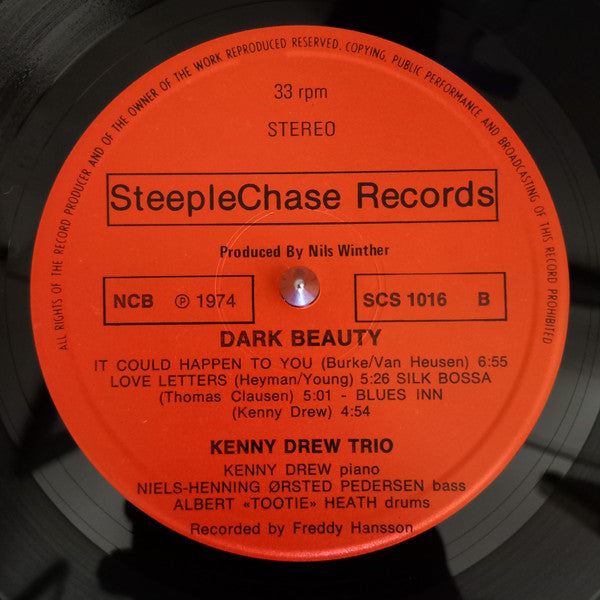 ALL RIGHTS OF THE RECORD PRODUCER AND OF THE OWNER OF THE WORK REPRODUCED RESERVED. COPYING, PUBLIC PERFORMANCE AND BROADCASTING OF THIS RECORD PROHIBITED
33 rpm
STEREO
SteepleChase Records
Produced By Nils Winther
NCB ℗ 1974 SCS 1016 B
DARK BEAUTY
IT COULD HAPPEN TO YOU (Burke/Van Heusen) 6:55
LOVE LETTERS (Heyman/Young) 5:26 SILK BOSSA
(Thomas Clausen) 5:01 - BLUES INN
(Kenny Drew) 4:54
KENNY DREW TRIO
KENNY DREW piano
NIELS-HENNING ØRSTED PEDERSEN bass
ALBERT «TOOTIE» HEATH drums
Recorded by Freddy Hansson